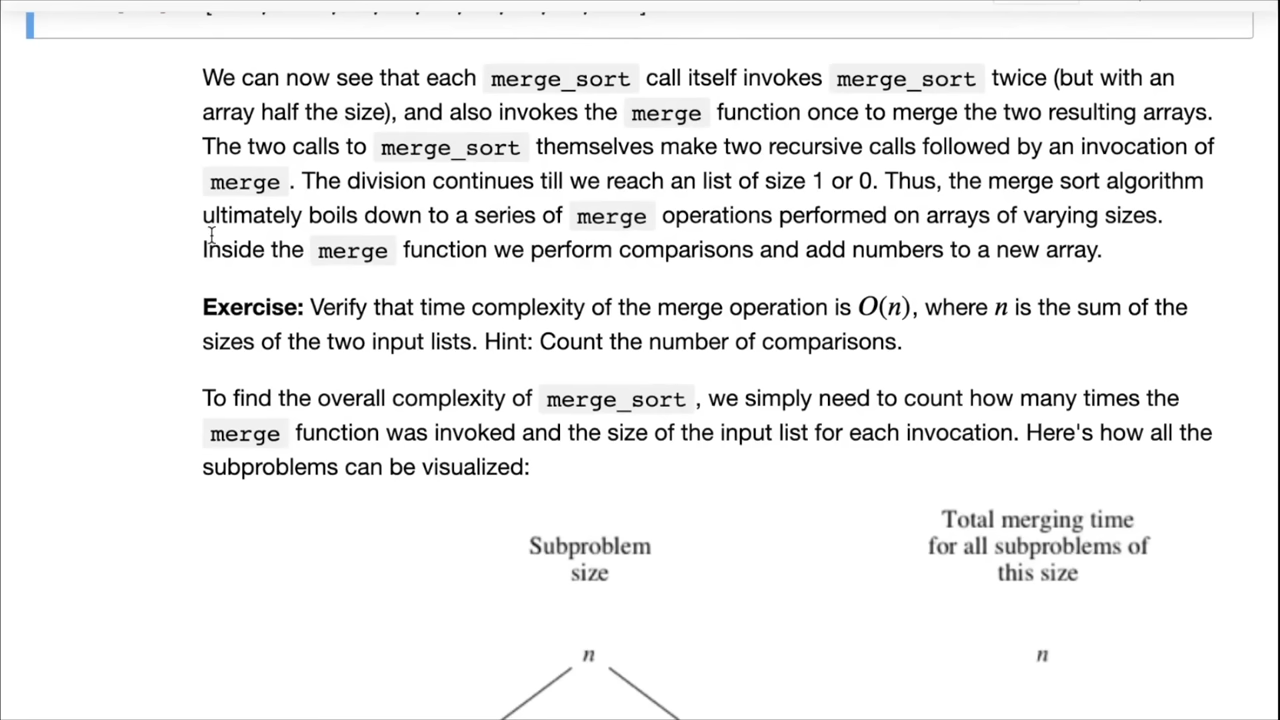 We can now see that each merge_sort call itself invokes merge_sort twice (but with an
array half the size), and also invokes the merge function once to merge the two resulting arrays.
The two calls to merge_sort themselves make two recursive calls followed by an invocation of
merge . The division continues till we reach an list of size 1 or 0. Thus, the merge sort algorithm
ultimately boils down to a series of merge operations performed on arrays of varying sizes.
Inside the merge function we perform comparisons and add numbers to a new array.
Exercise: Verify that time complexity of the merge operation is O(n), where n is the sum of the
sizes of the two input lists. Hint: Count the number of comparisons.
To find the overall complexity of merge_sort , we simply need to count how many times the
merge function was invoked and the size of the input list for each invocation. Here's how all the
subproblems can be visualized:
Subproblem
size
Total merging time
for all subproblems of
this size
n
n